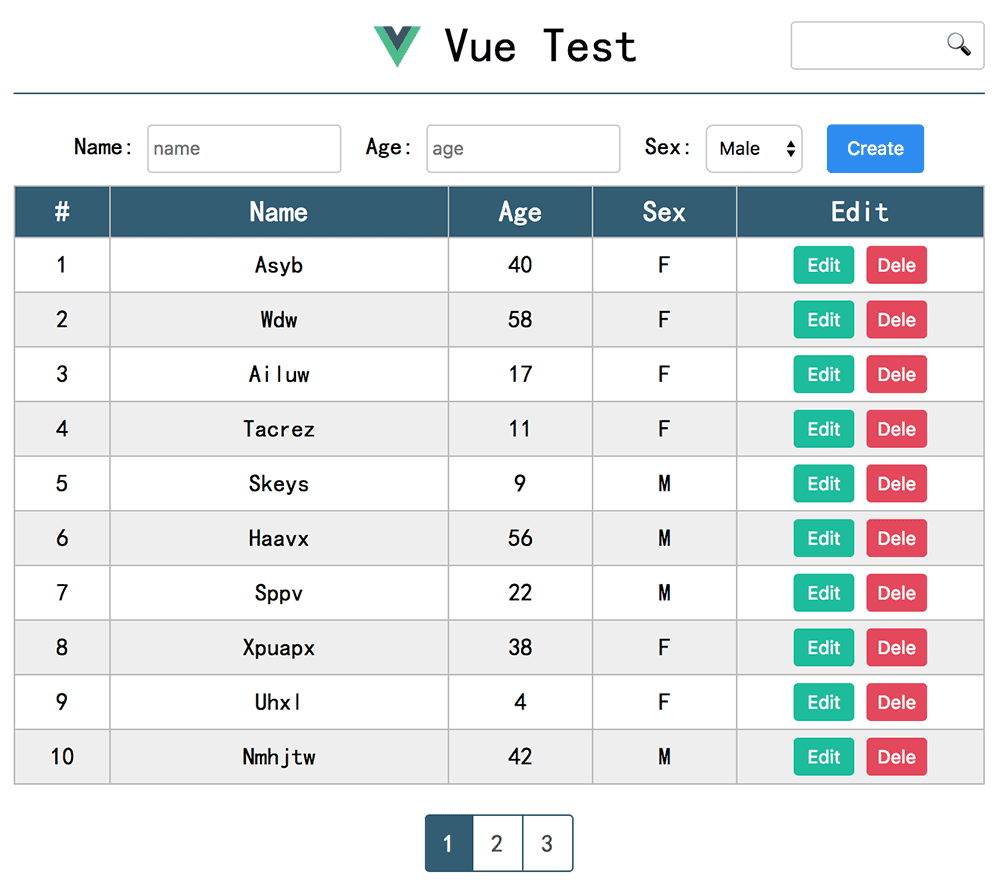 Vue Test
Name: name Age: age Sex: Male Create
# Name Age Sex Edit
1 Asyb 40 F Edit Dele
2 Wdw 58 F Edit Dele
3 Ailuw 17 F Edit Dele
4 Tacrez 11 F Edit Dele
5 Skeys 9 M Edit Dele
6 Haavx 56 M Edit Dele
7 Sppv 22 M Edit Dele
8 Xpuapx 38 F Edit Dele
9 Uhxl 4 F Edit Dele
10 Nmhjtw 42 M Edit Dele
1 2 3